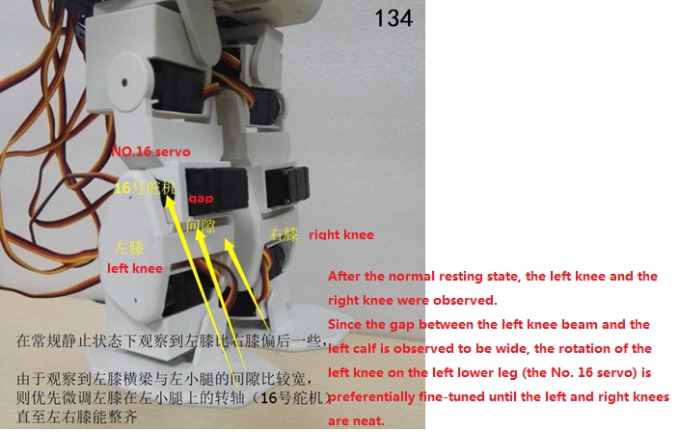 134
NO.16 servo
16号舵机
gap
间隙
左膝
右膝
right knee
left knee
After the normal resting state, the left knee and the
right knee were observed.
Since the gap between the left knee beam and the
left calf is observed to be wide, the rotation of the
left knee on the left lower leg (the No. 16 servo) is
preferentially fine-tuned until the left and right knees
are neat.
在常规静止状态下观察到左膝比右膝偏后一些,
由于观察到左膝横梁与左小腿的间隙比较宽,
则优先微调左膝在左小腿上的转轴（16号舵机）
直至左右膝能整齐